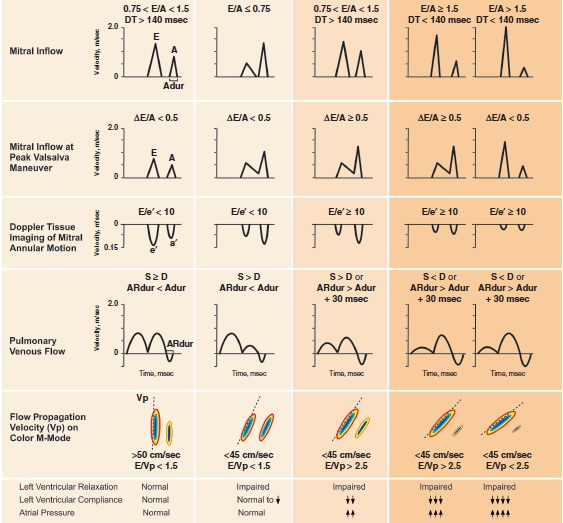 0.75 < E/A < 1.5
DT > 140 msec
E/A ≤ 0.75
0.75 < E/A < 1.5
DT > 140 msec
E/A ≥ 1.5
DT < 140 msec
E/A > 1.5
DT < 140 msec
Mitral Inflow
Velocity, m/sec
2.0
0
E
A
Adur
ΔE/A < 0.5
ΔE/A < 0.5
ΔE/A ≥ 0.5
ΔE/A ≥ 0.5
ΔE/A < 0.5
Mitral Inflow at
Peak Valsalva
Maneuver
Velocity, m/sec
2.0
0
E
A
E/e′ < 10
E/e′ < 10
E/e′ ≥ 10
E/e′ ≥ 10
E/e′ ≥ 10
Doppler Tissue
Imaging of Mitral
Annular Motion
Velocity, m/sec
0
0.15
e′
a′
S ≥ D
ARdur < Adur
S > D
ARdur < Adur
S > D or
ARdur > Adur
+ 30 msec
S < D or
ARdur > Adur
+ 30 msec
S < D or
ARdur > Adur
+ 30 msec
Pulmonary
Venous Flow
Velocity, m/sec
2.0
0
ARdur
Time, msec
Time, msec
Time, msec
Time, msec
Time, msec
Flow Propagation
Velocity (Vp) on
Color M-Mode
Vp
>50 cm/sec
E/Vp < 1.5
<45 cm/sec
E/Vp < 1.5
<45 cm/sec
E/Vp > 2.5
<45 cm/sec
E/Vp > 2.5
<45 cm/sec
E/Vp < 2.5
Left Ventricular Relaxation Normal Impaired Impaired Impaired Impaired
Left Ventricular Compliance Normal Normal to ↓ ↓↓ ↓↓↓ ↓↓↓↓
Atrial Pressure Normal Normal ↑↑ ↑↑↑ ↑↑↑↑